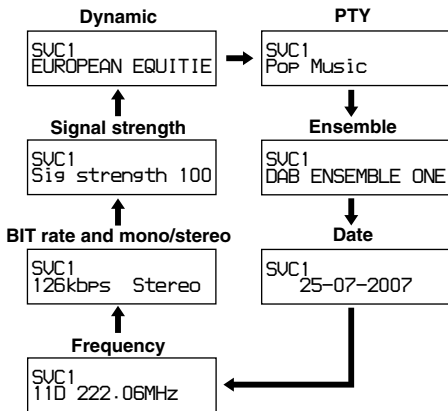 Dynamic
SVC1
EUROPEAN EQUITIE
PTY
SVC1
Pop Music
Signal strength
SVC1
Sig strength 100
Ensemble
SVC1
DAB ENSEMBLE ONE
BIT rate and mono/stereo
SVC1
126kbps Stereo
Date
SVC1
25-07-2007
Frequency
SVC1
11D 222.06MHz